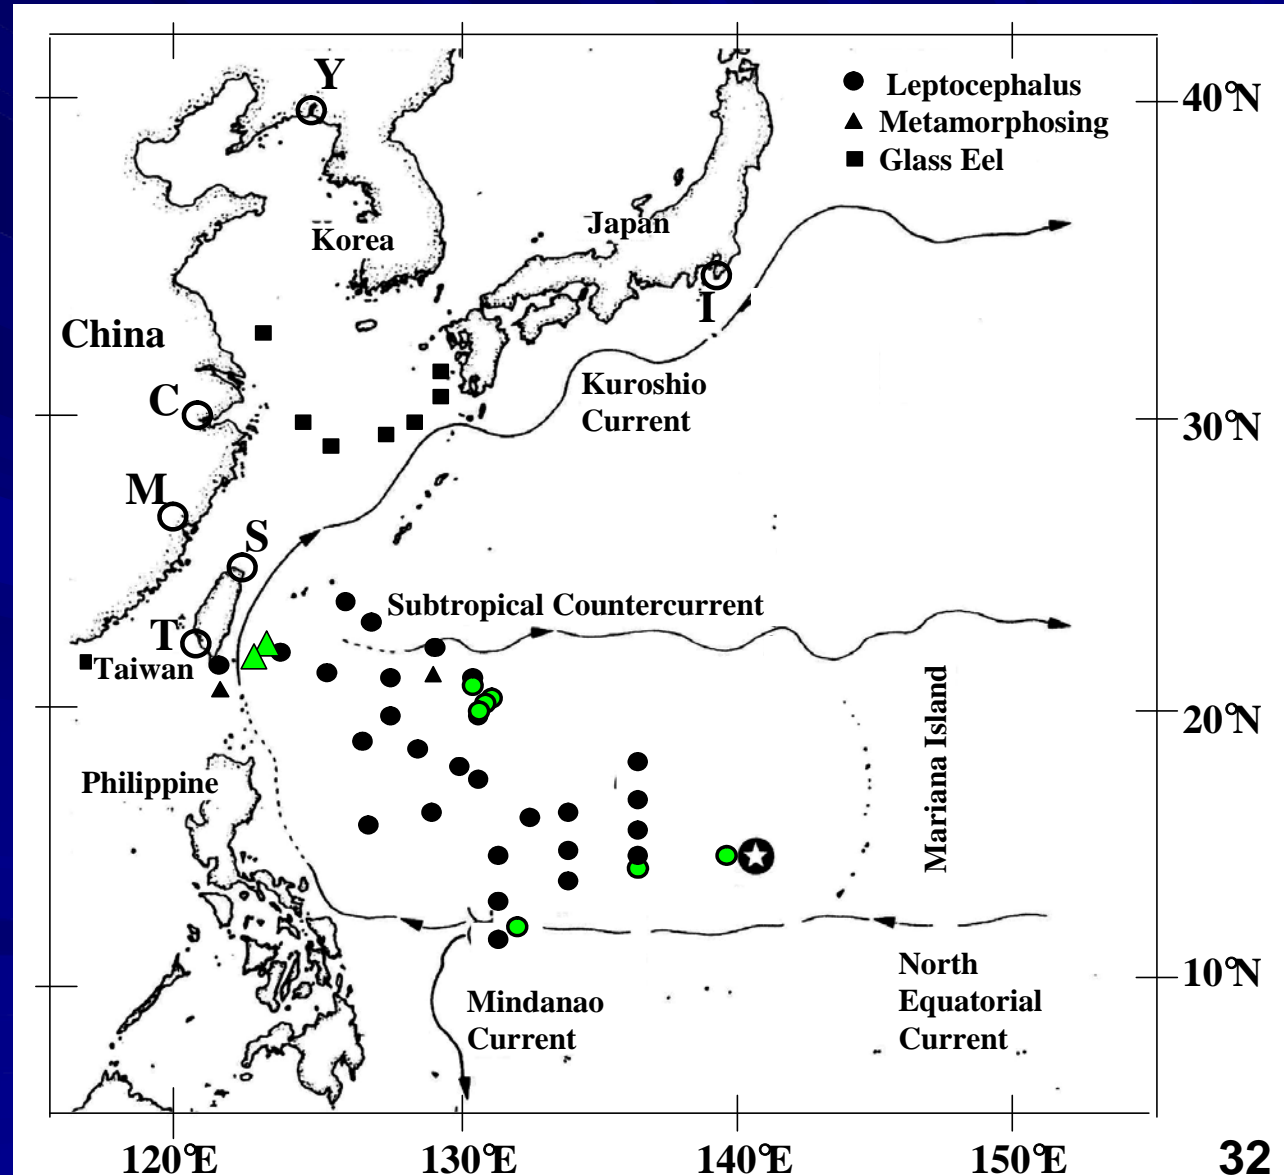 Y
Leptocephalus
Metamorphosing
Glass Eel
40°N
Japan
Korea
I
China
Kuroshio
Current
C
30°N
M
S
Subtropical Countercurrent
T
Taiwan
20°N
Mariana Island
Philippine
North
Equatorial
Current
10°N
Mindanao
Current
120°E
130°E
140°E
150°E
32